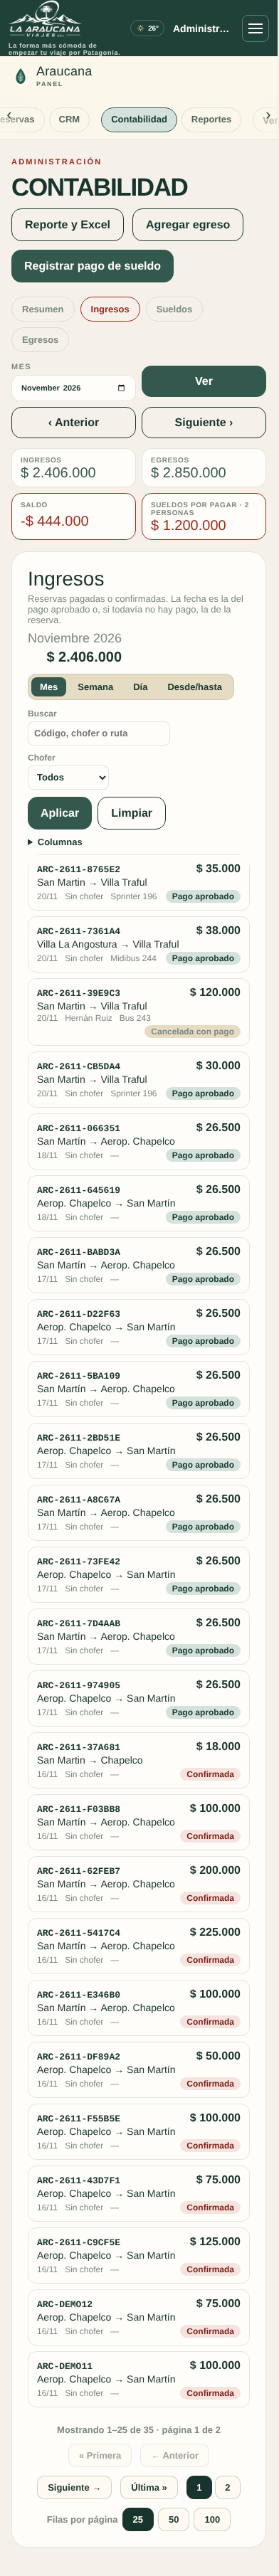 LA ARAUCANA
VIAJES
La forma más cómoda de
empezar tu viaje por Patagonia.
26°
Administr...
Araucana
PANEL
‹
servas
CRM
Contabilidad
Reportes
Ver
›
ADMINISTRACIÓN
CONTABILIDAD
Reporte y Excel
Agregar egreso
Registrar pago de sueldo
Resumen
Ingresos
Sueldos
Egresos
MES
November 2026
Ver
‹ Anterior
Siguiente ›
INGRESOS
$ 2.406.000
EGRESOS
$ 2.850.000
SALDO
-$ 444.000
SUELDOS POR PAGAR · 2
PERSONAS
$ 1.200.000
Ingresos
Reservas pagadas o confirmadas. La fecha es la del
pago aprobado o, si todavía no hay pago, la de la
reserva.
Noviembre 2026
$ 2.406.000
Mes
Semana
Día
Desde/hasta
Buscar
Código, chofer o ruta
Chofer
Todos
Aplicar
Limpiar
▶ Columnas
ARC-2611-8765E2 $ 35.000
San Martin → Villa Traful
20/11 Sin chofer Sprinter 196 Pago aprobado
ARC-2611-7361A4 $ 38.000
Villa La Angostura → Villa Traful
20/11 Sin chofer Midibus 244 Pago aprobado
ARC-2611-39E9C3 $ 120.000
San Martin → Villa Traful
20/11 Hernán Ruiz Bus 243
Cancelada con pago
ARC-2611-CB5DA4 $ 30.000
San Martin → Villa Traful
20/11 Sin chofer Sprinter 196 Pago aprobado
ARC-2611-066351 $ 26.500
San Martín → Aerop. Chapelco
18/11 Sin chofer — Pago aprobado
ARC-2611-645619 $ 26.500
Aerop. Chapelco → San Martín
18/11 Sin chofer — Pago aprobado
ARC-2611-BABD3A $ 26.500
San Martín → Aerop. Chapelco
17/11 Sin chofer — Pago aprobado
ARC-2611-D22F63 $ 26.500
Aerop. Chapelco → San Martín
17/11 Sin chofer — Pago aprobado
ARC-2611-5BA109 $ 26.500
San Martín → Aerop. Chapelco
17/11 Sin chofer — Pago aprobado
ARC-2611-2BD51E $ 26.500
Aerop. Chapelco → San Martín
17/11 Sin chofer — Pago aprobado
ARC-2611-A8C67A $ 26.500
San Martín → Aerop. Chapelco
17/11 Sin chofer — Pago aprobado
ARC-2611-73FE42 $ 26.500
Aerop. Chapelco → San Martín
17/11 Sin chofer — Pago aprobado
ARC-2611-7D4AAB $ 26.500
San Martín → Aerop. Chapelco
17/11 Sin chofer — Pago aprobado
ARC-2611-974905 $ 26.500
Aerop. Chapelco → San Martín
17/11 Sin chofer — Pago aprobado
ARC-2611-37A681 $ 18.000
San Martin → Chapelco
16/11 Sin chofer — Confirmada
ARC-2611-F03BB8 $ 100.000
San Martín → Aerop. Chapelco
16/11 Sin chofer — Confirmada
ARC-2611-62FEB7 $ 200.000
San Martín → Aerop. Chapelco
16/11 Sin chofer — Confirmada
ARC-2611-5417C4 $ 225.000
San Martín → Aerop. Chapelco
16/11 Sin chofer — Confirmada
ARC-2611-E346B0 $ 100.000
San Martín → Aerop. Chapelco
16/11 Sin chofer — Confirmada
ARC-2611-DF89A2 $ 50.000
Aerop. Chapelco → San Martín
16/11 Sin chofer — Confirmada
ARC-2611-F55B5E $ 100.000
Aerop. Chapelco → San Martín
16/11 Sin chofer — Confirmada
ARC-2611-43D7F1 $ 75.000
Aerop. Chapelco → San Martín
16/11 Sin chofer — Confirmada
ARC-2611-C9CF5E $ 125.000
Aerop. Chapelco → San Martín
16/11 Sin chofer — Confirmada
ARC-DEMO12 $ 75.000
Aerop. Chapelco → San Martín
16/11 Sin chofer — Confirmada
ARC-DEMO11 $ 100.000
Aerop. Chapelco → San Martín
16/11 Sin chofer — Confirmada
Mostrando 1–25 de 35 · página 1 de 2
« Primera
← Anterior
Siguiente →
Última »
1
2
Filas por página
25
50
100